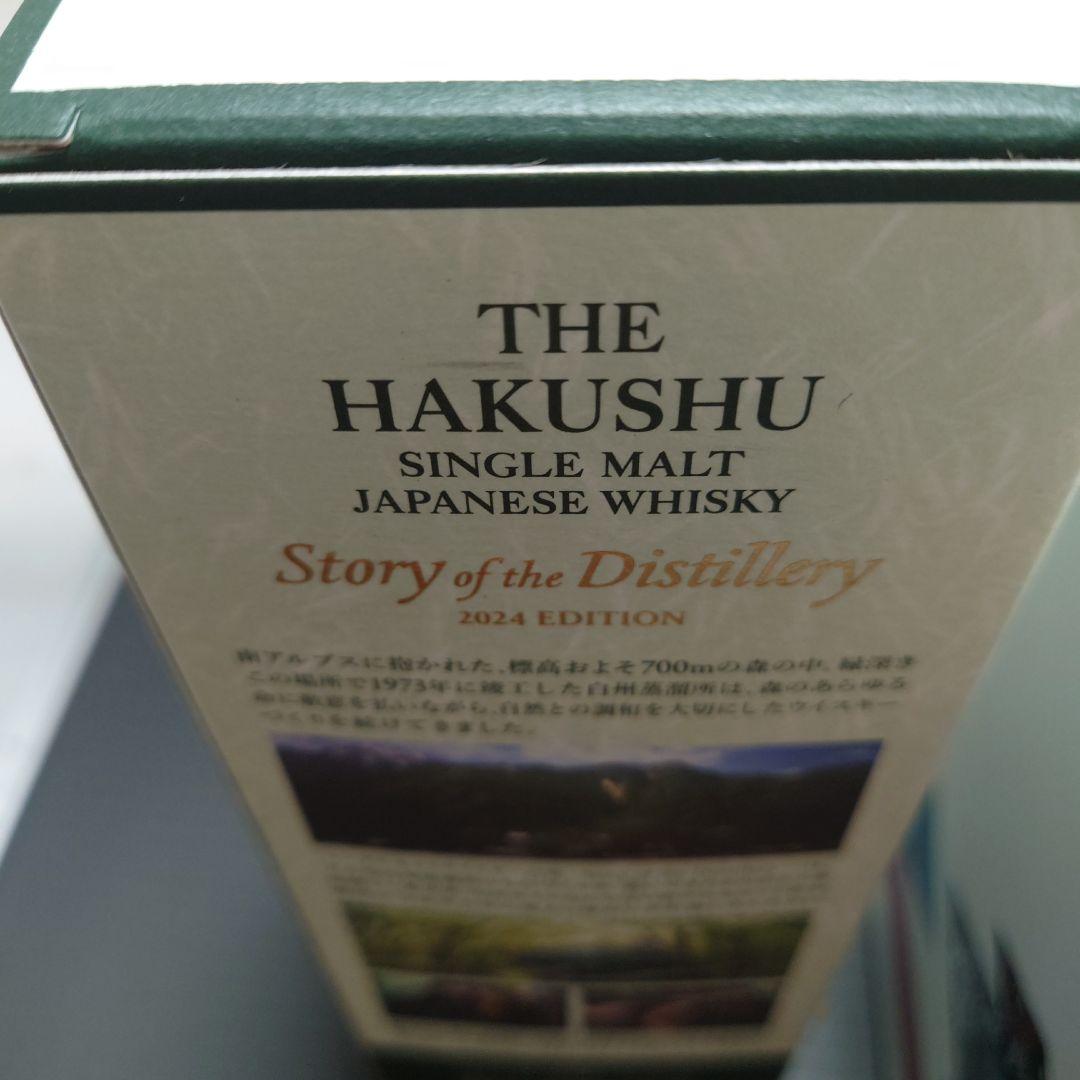 THE
HAKUSHU
SINGLE MALT
JAPANESE WHISKY
Story of the Distillery
2024 EDITION
南アルプスに抱かれた、標高およそ700mの森の中。緑深き
この場所で1973年に竣工した白州蒸溜所は、森のあらゆる
命に敬意を払いながら、自然との調和を大切にしたウイスキー
づくりを続けてきました。